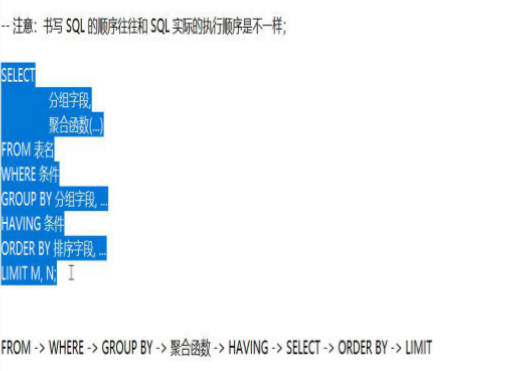 -- 注意：书写 SQL 的顺序往往和 SQL 实际的执行顺序是不一样;
SELECT
分组字段,
聚合函数(...)
FROM 表名
WHERE 条件
GROUP BY 分组字段, ...
HAVING 条件
ORDER BY 排序字段, ...
LIMIT M, N;
FROM -> WHERE -> GROUP BY -> 聚合函数 -> HAVING -> SELECT -> ORDER BY -> LIMIT